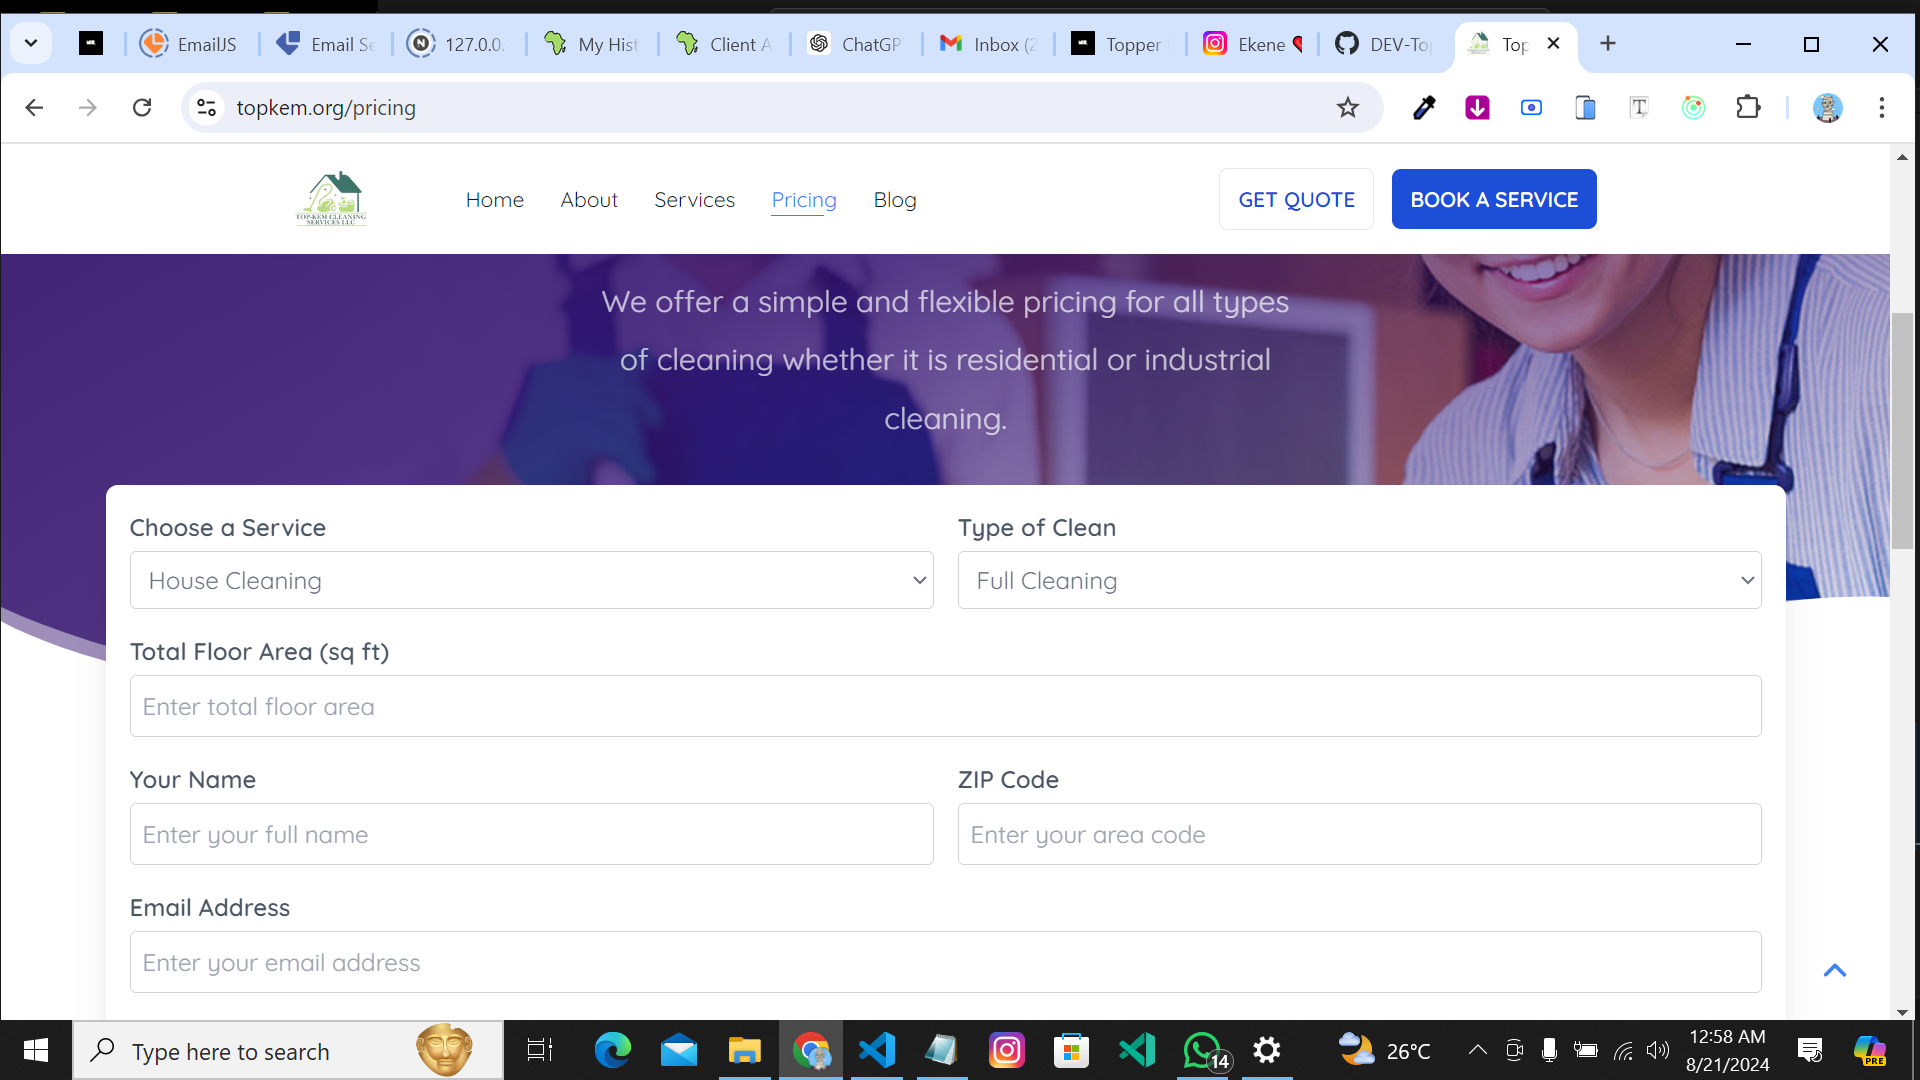 EmailJS
Email Se
127.0.0.
My Hist
Client A
ChatGP
Inbox (2
Topper
Ekene
DEV-To
Top
topkem.org/pricing
TOP-KEM CLEANING
SERVICES LLC
Home
About
Services
Pricing
Blog
GET QUOTE
BOOK A SERVICE
We offer a simple and flexible pricing for all types
of cleaning whether it is residential or industrial
cleaning.
Choose a Service
Type of Clean
House Cleaning
Full Cleaning
Total Floor Area (sq ft)
Enter total floor area
Your Name
ZIP Code
Enter your full name
Enter your area code
Email Address
Enter your email address
Type here to search
14
26°C
12:58 AM
8/21/2024
PRE